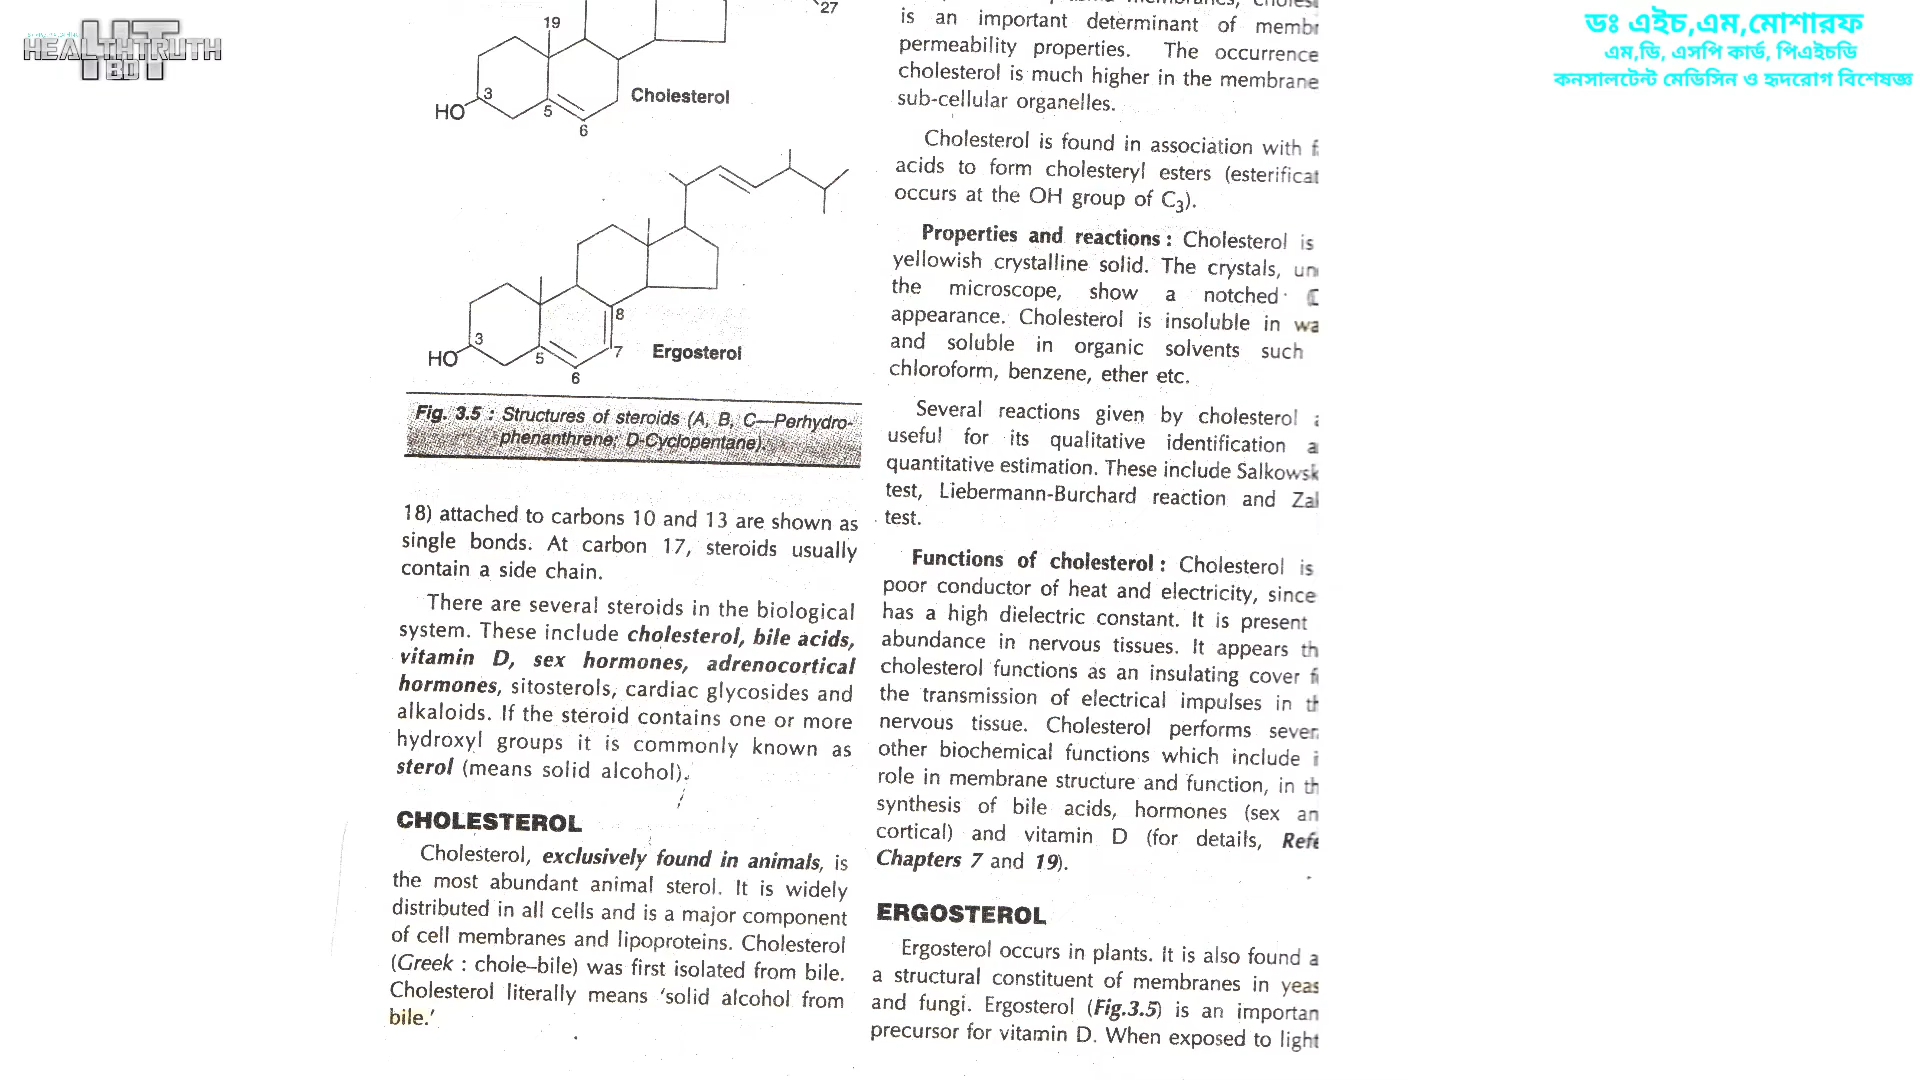 HEALTHTRUTH
BD
ডঃ এইচ,এম,মোশারফ
এম,ডি, এসপি কার্ড, পিএইচডি
কনসালটেন্ট মেডিসিন ও হৃদরোগ বিশেষজ্ঞ
27
19
3
HO
5
6
Cholesterol
8
3
HO
5
7
6
Ergosterol
Fig. 3.5 : Structures of steroids (A, B, C—Perhydro-
phenanthrene; D-Cyclopentane).
18) attached to carbons 10 and 13 are shown as
single bonds. At carbon 17, steroids usually
contain a side chain.
There are several steroids in the biological
system. These include cholesterol, bile acids,
vitamin D, sex hormones, adrenocortical
hormones, sitosterols, cardiac glycosides and
alkaloids. If the steroid contains one or more
hydroxyl groups it is commonly known as
sterol (means solid alcohol).
CHOLESTEROL
Cholesterol, exclusively found in animals, is
the most abundant animal sterol. It is widely
distributed in all cells and is a major component
of cell membranes and lipoproteins. Cholesterol
(Greek : chole–bile) was first isolated from bile.
Cholesterol literally means ‘solid alcohol from
bile.’
is an important determinant of
permeability properties. The occurrence
cholesterol is much higher in the membrane
sub-cellular organelles.
Cholesterol is found in association with
acids to form cholesteryl esters (esterificat
occurs at the OH group of C3).
Properties and reactions : Cholesterol is
yellowish crystalline solid. The crystals, un
the microscope, show a notched
appearance. Cholesterol is insoluble in wa
and soluble in organic solvents such
chloroform, benzene, ether etc.
Several reactions given by cholesterol
useful for its qualitative identification a
quantitative estimation. These include Salkowsk
test, Liebermann-Burchard reaction and Zal
test.
Functions of cholesterol : Cholesterol is
poor conductor of heat and electricity, since
has a high dielectric constant. It is present
abundance in nervous tissues. It appears th
cholesterol functions as an insulating cover f
the transmission of electrical impulses in th
nervous tissue. Cholesterol performs sever
other biochemical functions which include i
role in membrane structure and function, in th
synthesis of bile acids, hormones (sex an
cortical) and vitamin D (for details, Refe
Chapters 7 and 19).
ERGOSTEROL
Ergosterol occurs in plants. It is also found a
a structural constituent of membranes in yeas
and fungi. Ergosterol (Fig.3.5) is an importan
precursor for vitamin D. When exposed to light